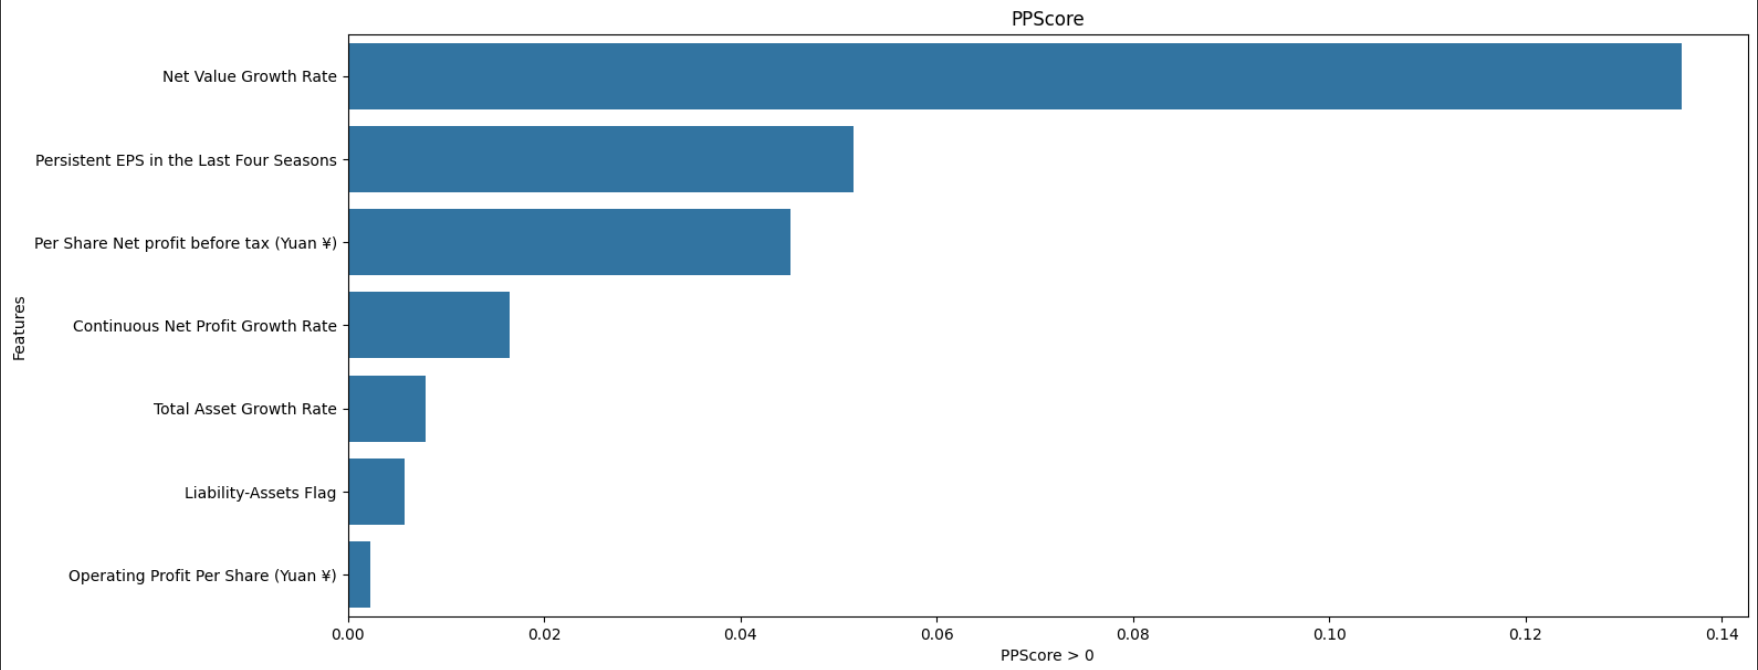 PPScore
Net Value Growth Rate
Persistent EPS in the Last Four Seasons
Per Share Net profit before tax (Yuan ¥)
Continuous Net Profit Growth Rate
Total Asset Growth Rate
Liability-Assets Flag
Operating Profit Per Share (Yuan ¥)
Features
0.00 0.02 0.04 0.06 0.08 0.10 0.12 0.14
PPScore > 0